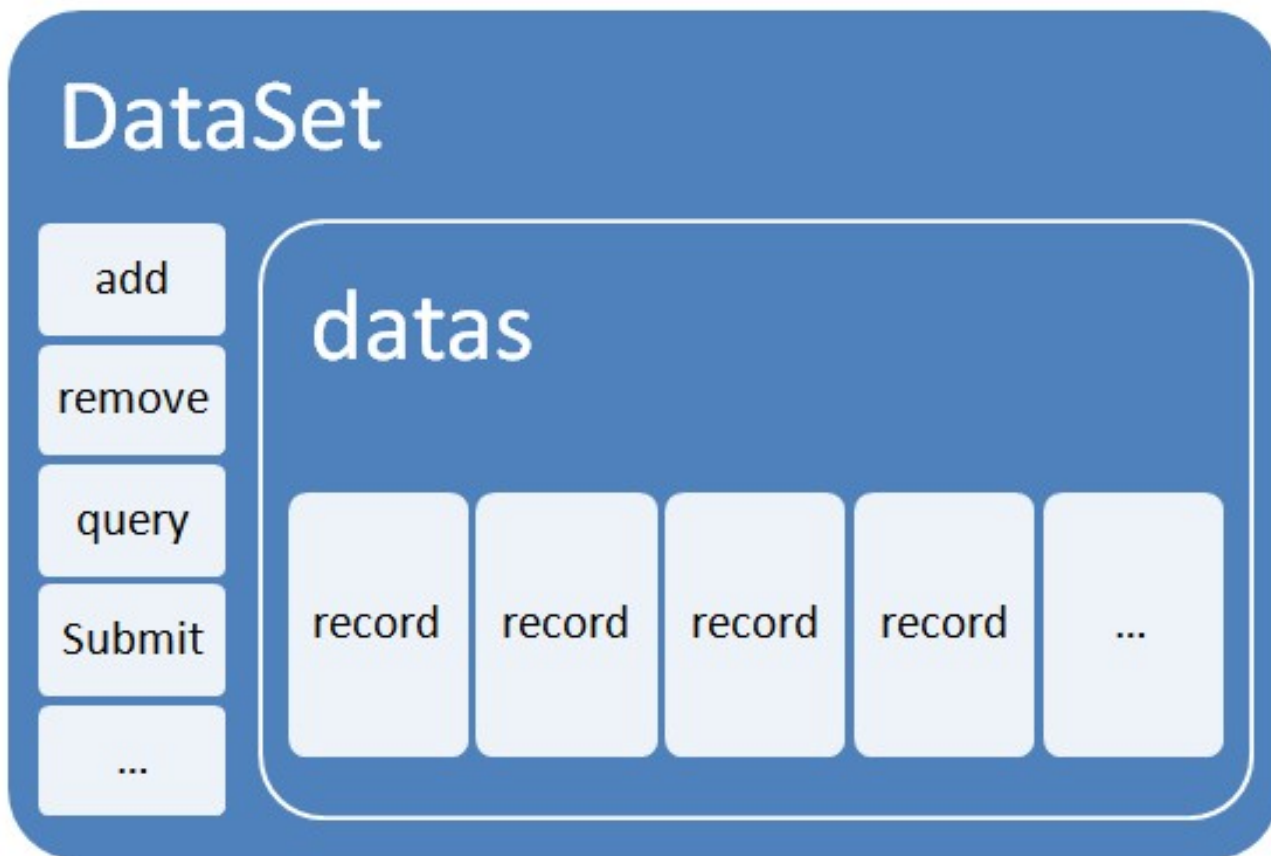 DataSet
add
remove
query
Submit
...
datas
record
record
record
record
...